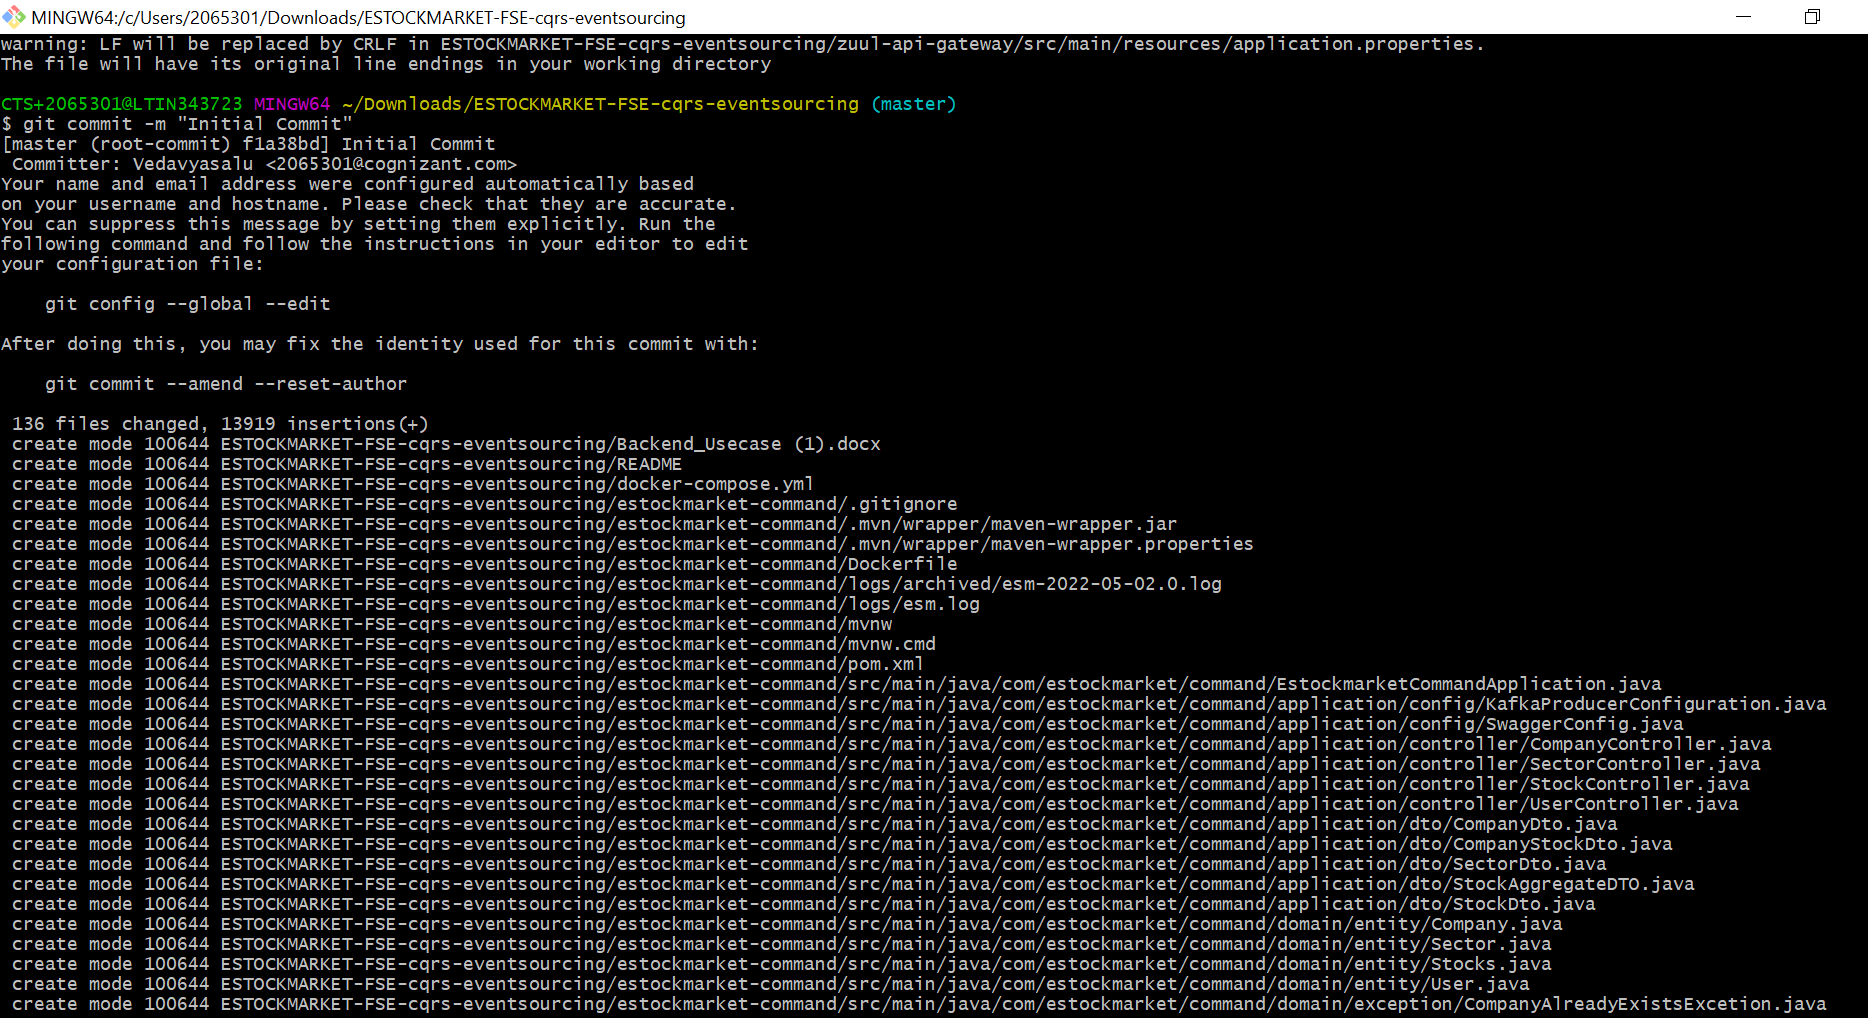 MINGW64:/c/Users/2065301/Downloads/ESTOCKMARKET-FSE-cqrs-eventsourcing
warning: LF will be replaced by CRLF in ESTOCKMARKET-FSE-cqrs-eventsourcing/zuul-api-gateway/src/main/resources/application.properties.
The file will have its original line endings in your working directory
CTS+2065301@LTIN343723 MINGW64 ~/Downloads/ESTOCKMARKET-FSE-cqrs-eventsourcing (master)
$ git commit -m "Initial Commit"
[master (root-commit) f1a38bd] Initial Commit
 Committer: Vedavyasalu <2065301@cognizant.com>
Your name and email address were configured automatically based
on your username and hostname. Please check that they are accurate.
You can suppress this message by setting them explicitly. Run the
following command and follow the instructions in your editor to edit
your configuration file:
    git config --global --edit
After doing this, you may fix the identity used for this commit with:
    git commit --amend --reset-author
 136 files changed, 13919 insertions(+)
 create mode 100644 ESTOCKMARKET-FSE-cqrs-eventsourcing/Backend_Usecase (1).docx
 create mode 100644 ESTOCKMARKET-FSE-cqrs-eventsourcing/README
 create mode 100644 ESTOCKMARKET-FSE-cqrs-eventsourcing/docker-compose.yml
 create mode 100644 ESTOCKMARKET-FSE-cqrs-eventsourcing/estockmarket-command/.gitignore
 create mode 100644 ESTOCKMARKET-FSE-cqrs-eventsourcing/estockmarket-command/.mvn/wrapper/maven-wrapper.jar
 create mode 100644 ESTOCKMARKET-FSE-cqrs-eventsourcing/estockmarket-command/.mvn/wrapper/maven-wrapper.properties
 create mode 100644 ESTOCKMARKET-FSE-cqrs-eventsourcing/estockmarket-command/Dockerfile
 create mode 100644 ESTOCKMARKET-FSE-cqrs-eventsourcing/estockmarket-command/logs/archived/esm-2022-05-02.0.log
 create mode 100644 ESTOCKMARKET-FSE-cqrs-eventsourcing/estockmarket-command/logs/esm.log
 create mode 100644 ESTOCKMARKET-FSE-cqrs-eventsourcing/estockmarket-command/mvnw
 create mode 100644 ESTOCKMARKET-FSE-cqrs-eventsourcing/estockmarket-command/mvnw.cmd
 create mode 100644 ESTOCKMARKET-FSE-cqrs-eventsourcing/estockmarket-command/pom.xml
 create mode 100644 ESTOCKMARKET-FSE-cqrs-eventsourcing/estockmarket-command/src/main/java/com/estockmarket/command/EstockmarketCommandApplication.java
 create mode 100644 ESTOCKMARKET-FSE-cqrs-eventsourcing/estockmarket-command/src/main/java/com/estockmarket/command/application/config/KafkaProducerConfiguration.java
 create mode 100644 ESTOCKMARKET-FSE-cqrs-eventsourcing/estockmarket-command/src/main/java/com/estockmarket/command/application/config/SwaggerConfig.java
 create mode 100644 ESTOCKMARKET-FSE-cqrs-eventsourcing/estockmarket-command/src/main/java/com/estockmarket/command/application/controller/CompanyController.java
 create mode 100644 ESTOCKMARKET-FSE-cqrs-eventsourcing/estockmarket-command/src/main/java/com/estockmarket/command/application/controller/SectorController.java
 create mode 100644 ESTOCKMARKET-FSE-cqrs-eventsourcing/estockmarket-command/src/main/java/com/estockmarket/command/application/controller/StockController.java
 create mode 100644 ESTOCKMARKET-FSE-cqrs-eventsourcing/estockmarket-command/src/main/java/com/estockmarket/command/application/controller/UserController.java
 create mode 100644 ESTOCKMARKET-FSE-cqrs-eventsourcing/estockmarket-command/src/main/java/com/estockmarket/command/application/dto/CompanyDto.java
 create mode 100644 ESTOCKMARKET-FSE-cqrs-eventsourcing/estockmarket-command/src/main/java/com/estockmarket/command/application/dto/CompanyStockDto.java
 create mode 100644 ESTOCKMARKET-FSE-cqrs-eventsourcing/estockmarket-command/src/main/java/com/estockmarket/command/application/dto/SectorDto.java
 create mode 100644 ESTOCKMARKET-FSE-cqrs-eventsourcing/estockmarket-command/src/main/java/com/estockmarket/command/application/dto/StockAggregateDTO.java
 create mode 100644 ESTOCKMARKET-FSE-cqrs-eventsourcing/estockmarket-command/src/main/java/com/estockmarket/command/application/dto/StockDto.java
 create mode 100644 ESTOCKMARKET-FSE-cqrs-eventsourcing/estockmarket-command/src/main/java/com/estockmarket/command/domain/entity/Company.java
 create mode 100644 ESTOCKMARKET-FSE-cqrs-eventsourcing/estockmarket-command/src/main/java/com/estockmarket/command/domain/entity/Sector.java
 create mode 100644 ESTOCKMARKET-FSE-cqrs-eventsourcing/estockmarket-command/src/main/java/com/estockmarket/command/domain/entity/Stocks.java
 create mode 100644 ESTOCKMARKET-FSE-cqrs-eventsourcing/estockmarket-command/src/main/java/com/estockmarket/command/domain/entity/User.java
 create mode 100644 ESTOCKMARKET-FSE-cqrs-eventsourcing/estockmarket-command/src/main/java/com/estockmarket/command/domain/exception/CompanyAlreadyExistsExcetion.java